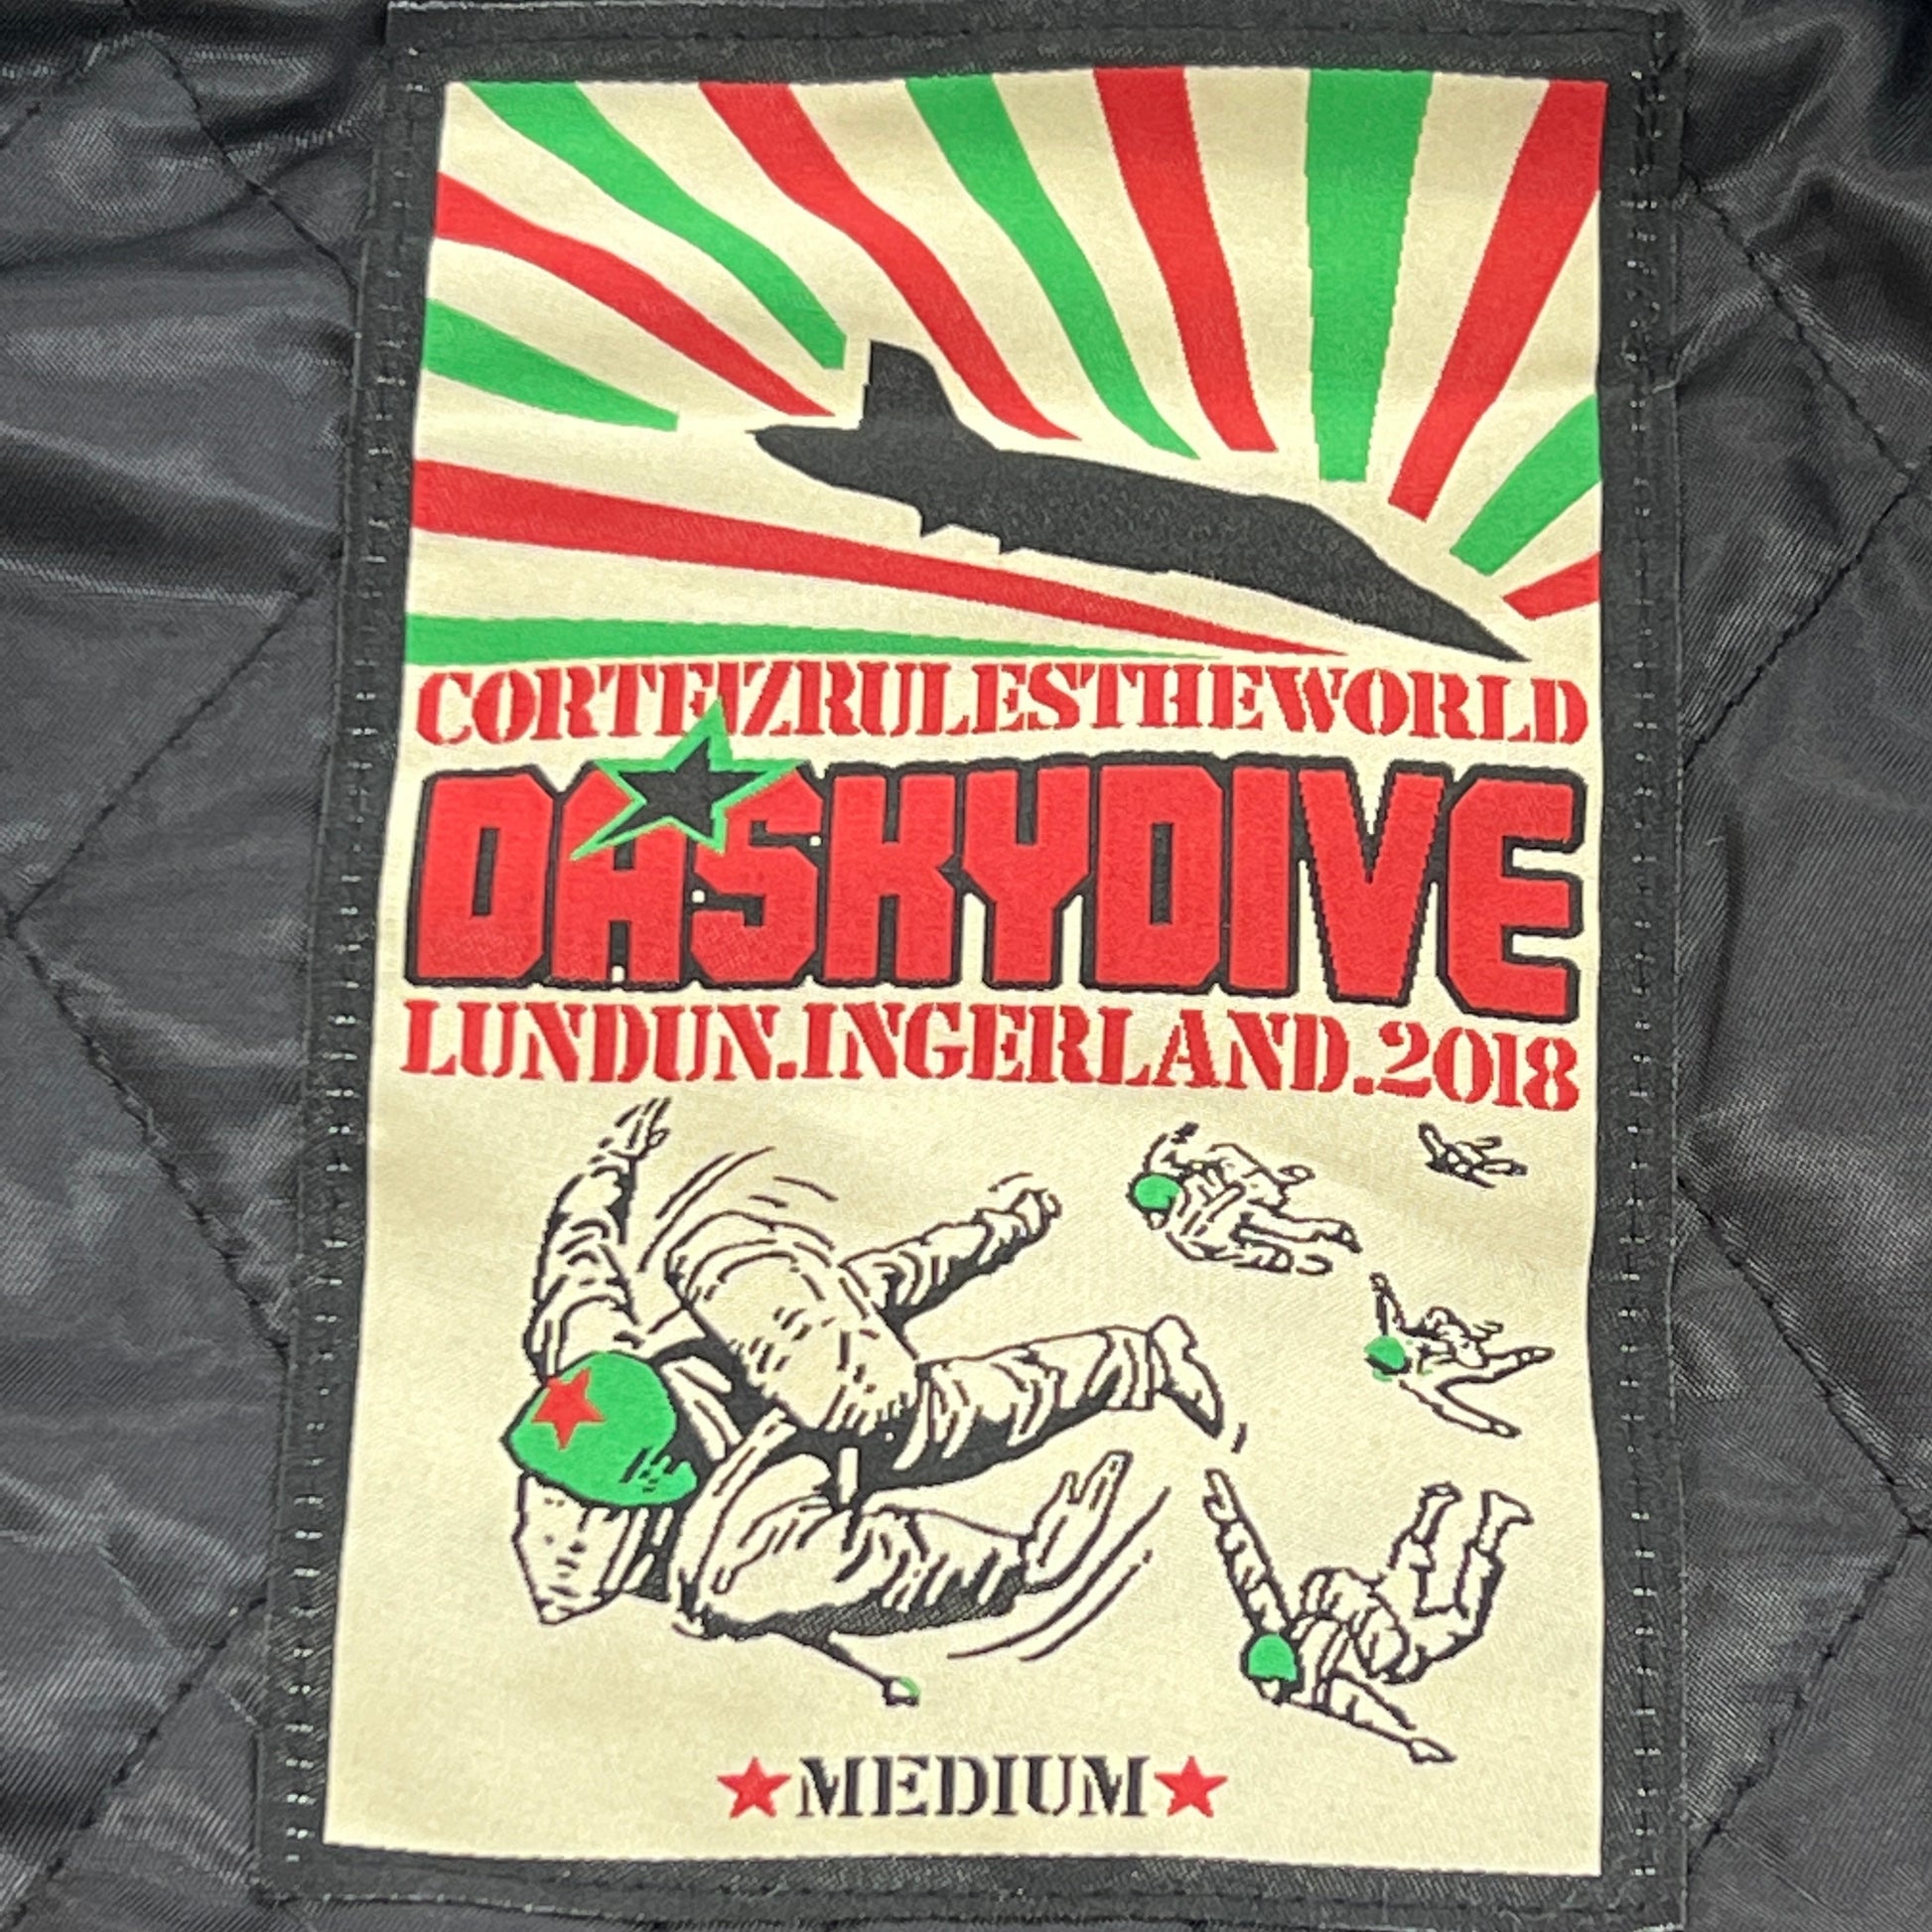 CORTEIZRULESTHEWORLD
DASKYDIVE
LUNDUN.INGERLAND.2018
MEDIUM